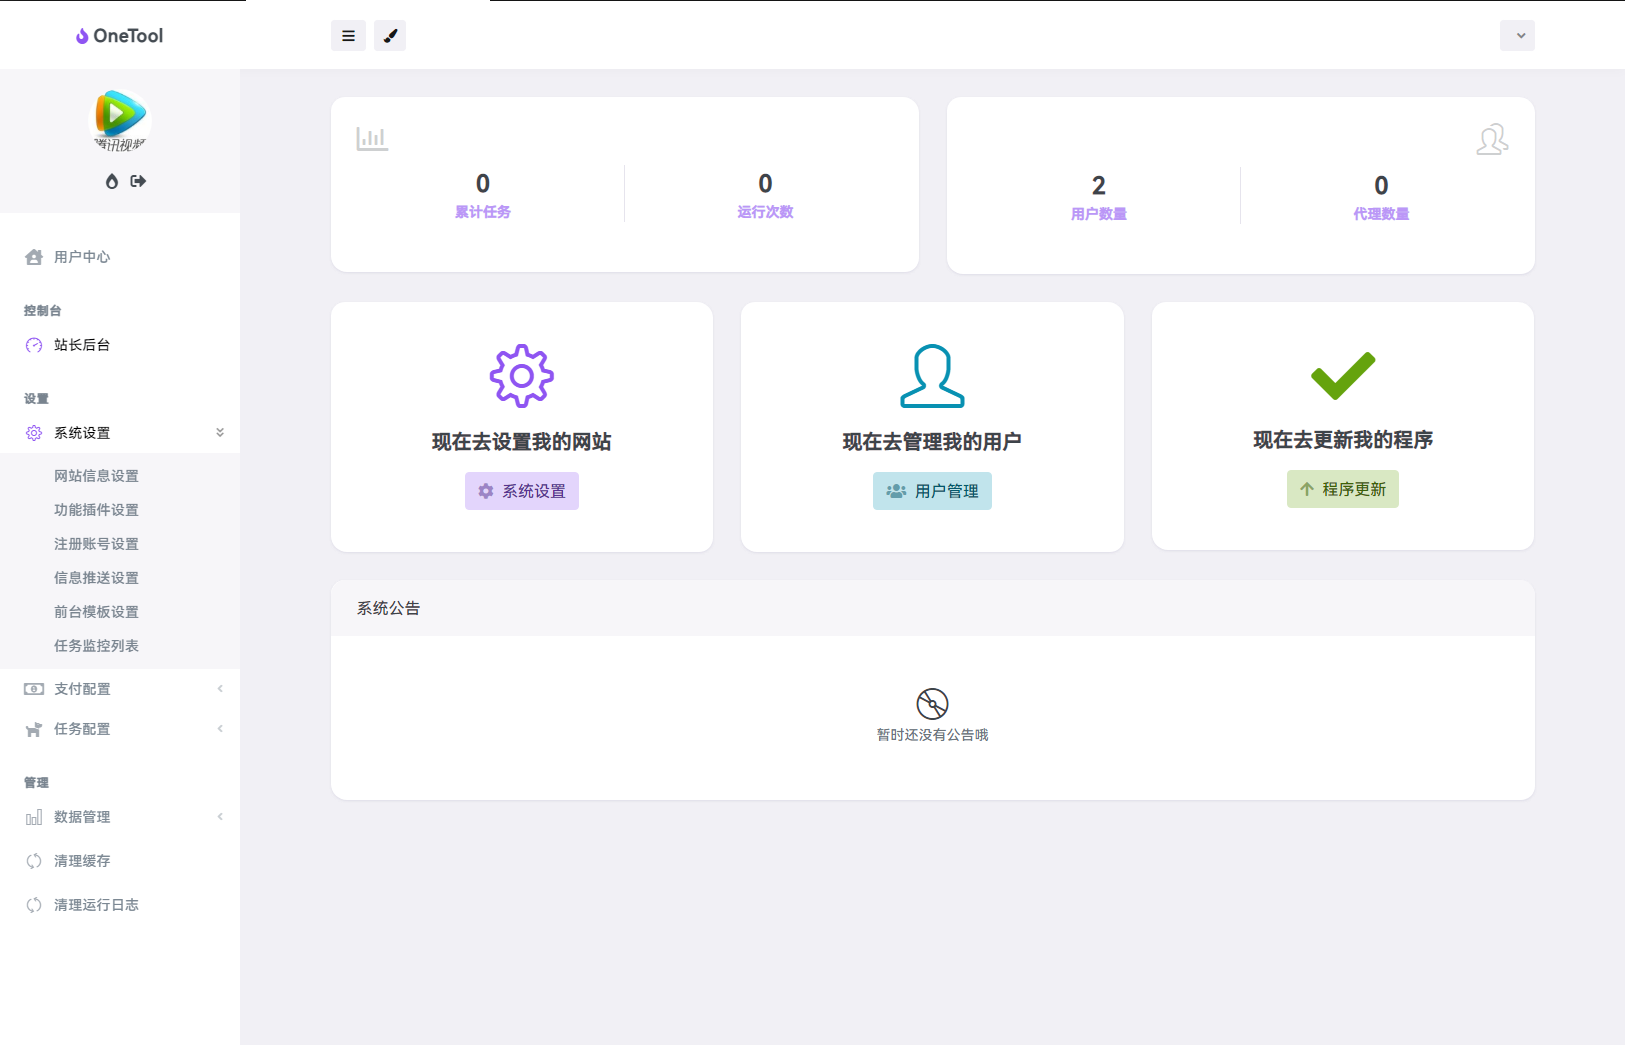 OneTool
腾讯视频
用户中心
控制台
站长后台
设置
系统设置
网站信息设置
功能插件设置
注册账号设置
信息推送设置
前台模板设置
任务监控列表
支付配置
任务配置
管理
数据管理
清理缓存
清理运行日志
0
累计任务
0
运行次数
2
用户数量
0
代理数量
现在去设置我的网站
系统设置
现在去管理我的用户
用户管理
现在去更新我的程序
程序更新
系统公告
暂时还没有公告哦